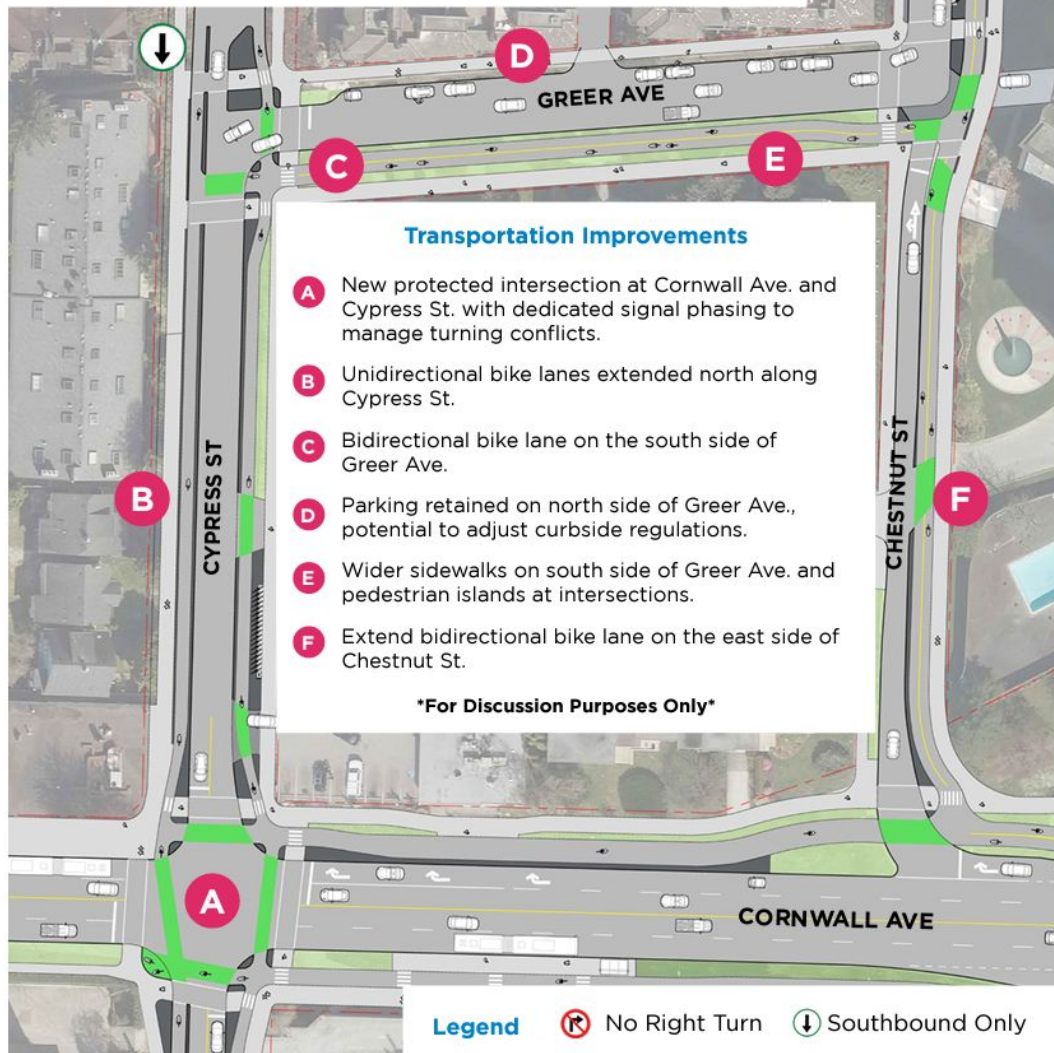 D
GREER AVE
C
E
Transportation Improvements
A New protected intersection at Cornwall Ave. and
Cypress St. with dedicated signal phasing to
manage turning conflicts.
B Unidirectional bike lanes extended north along
Cypress St.
C Bidirectional bike lane on the south side of
Greer Ave.
D Parking retained on north side of Greer Ave.,
potential to adjust curbside regulations.
E Wider sidewalks on south side of Greer Ave. and
pedestrian islands at intersections.
F Extend bidirectional bike lane on the east side of
Chestnut St.
*For Discussion Purposes Only*
B
CYPRESS ST
CHESTNUT ST
F
A
CORNWALL AVE
Legend No Right Turn Southbound Only